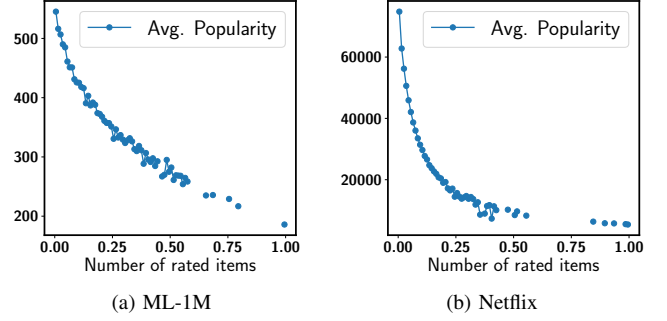 Avg. Popularity
500
400
300
200
0.00 0.25 0.50 0.75 1.00
Number of rated items
(a) ML-1M
Avg. Popularity
60000
40000
20000
0.00 0.25 0.50 0.75 1.00
Number of rated items
(b) Netflix